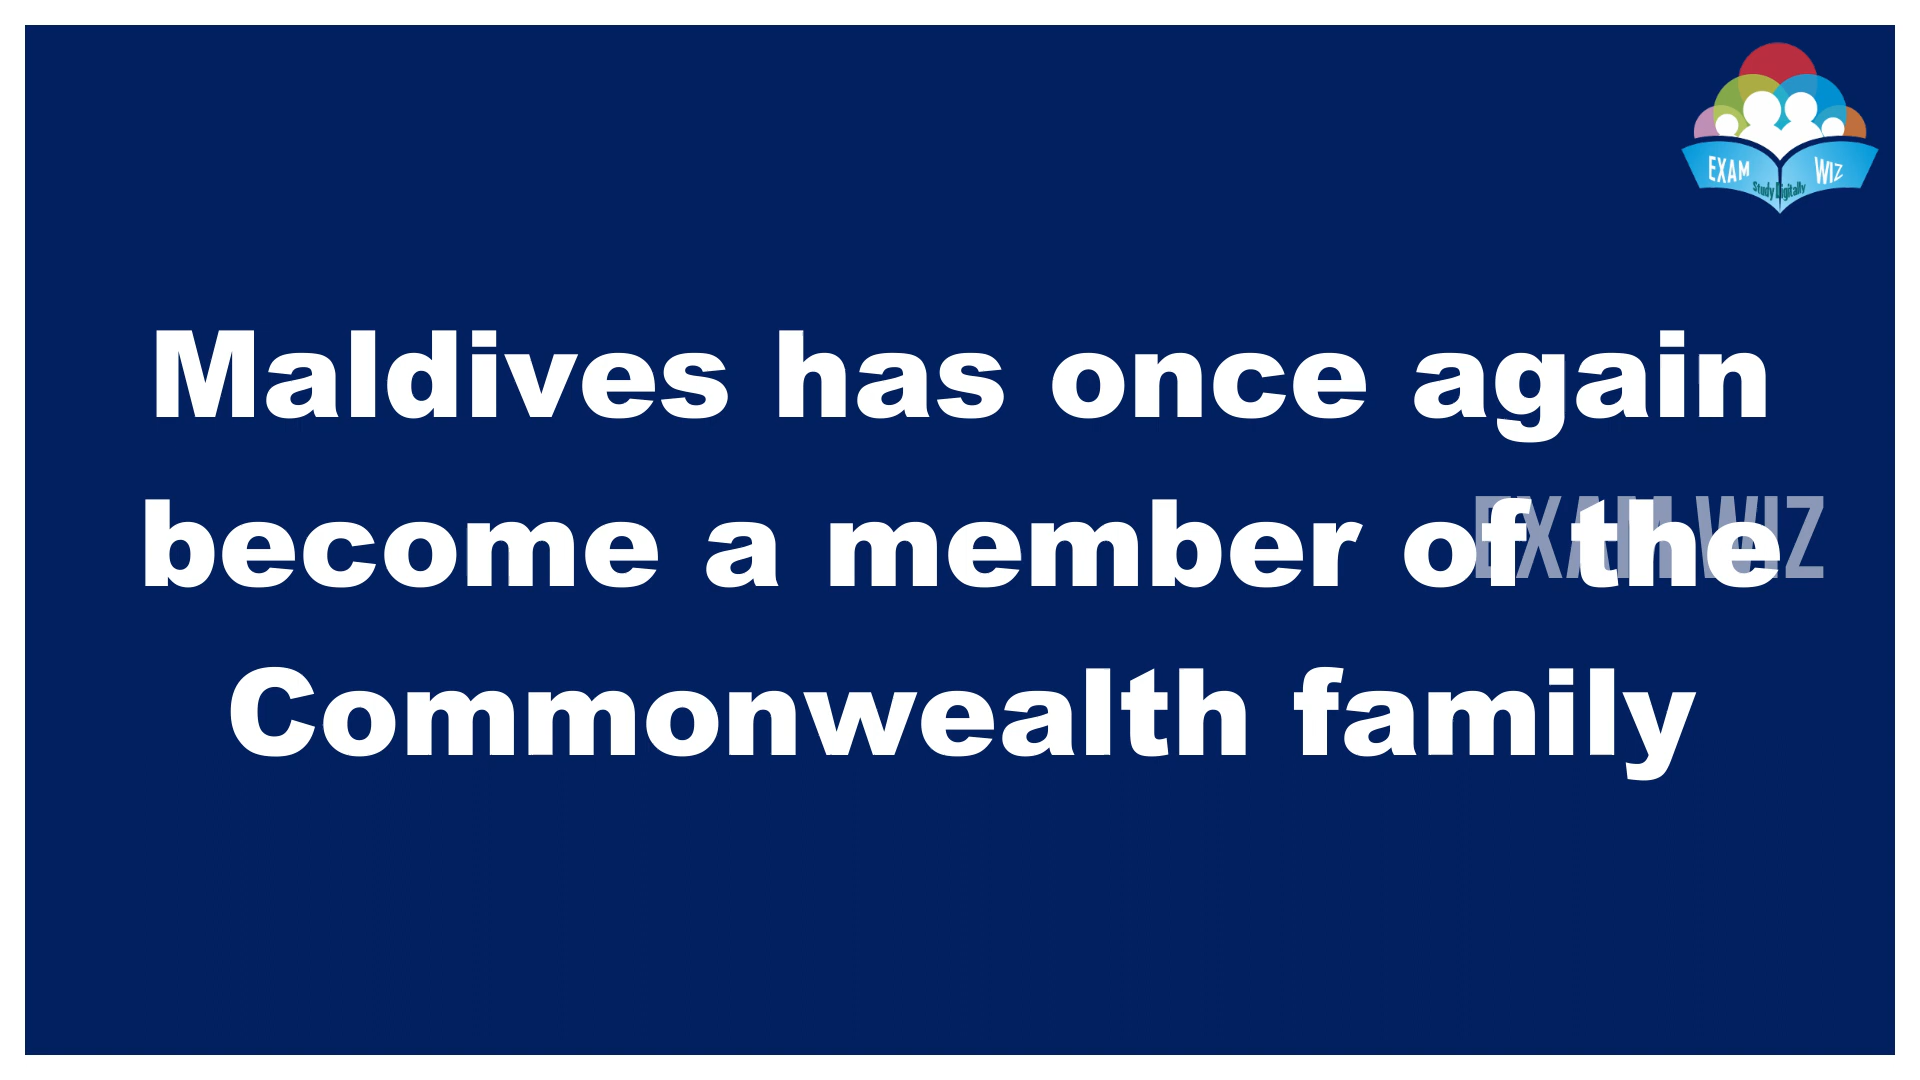 EXAM WIZ
Study Digitally
Maldives has once again
become a member of the
EXAM WIZ
Commonwealth family